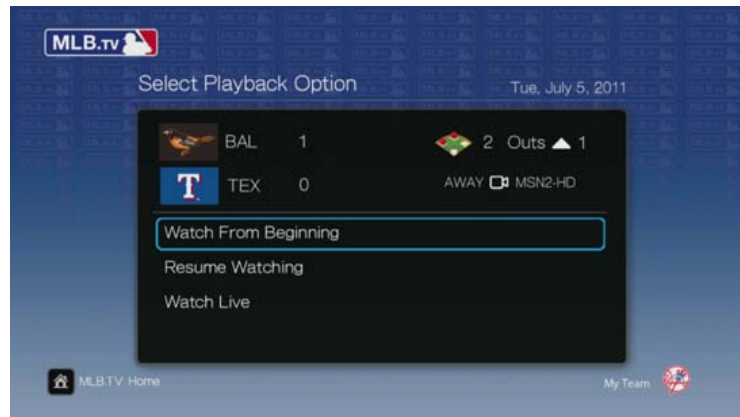 MLB.TV
Select Playback Option
Tue, July 5, 2011
BAL 1 2 Outs ▲ 1
TEX 0 AWAY MSN2-HD
Watch From Beginning
Resume Watching
Watch Live
MLB.TV Home
My Team